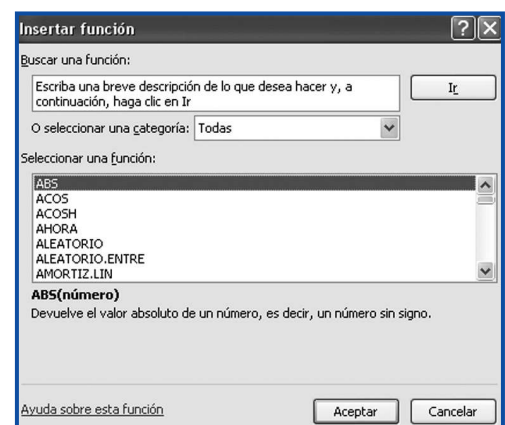 Insertar función
Buscar una función:
Escriba una breve descripción de lo que desea hacer y, a
continuación, haga clic en Ir
Ir
O seleccionar una categoría: Todas
Seleccionar una función:
ABS
ACOS
ACOSH
AHORA
ALEATORIO
ALEATORIO.ENTRE
AMORTIZ.LIN
ABS(número)
Devuelve el valor absoluto de un número, es decir, un número sin signo.
Ayuda sobre esta función
Aceptar
Cancelar